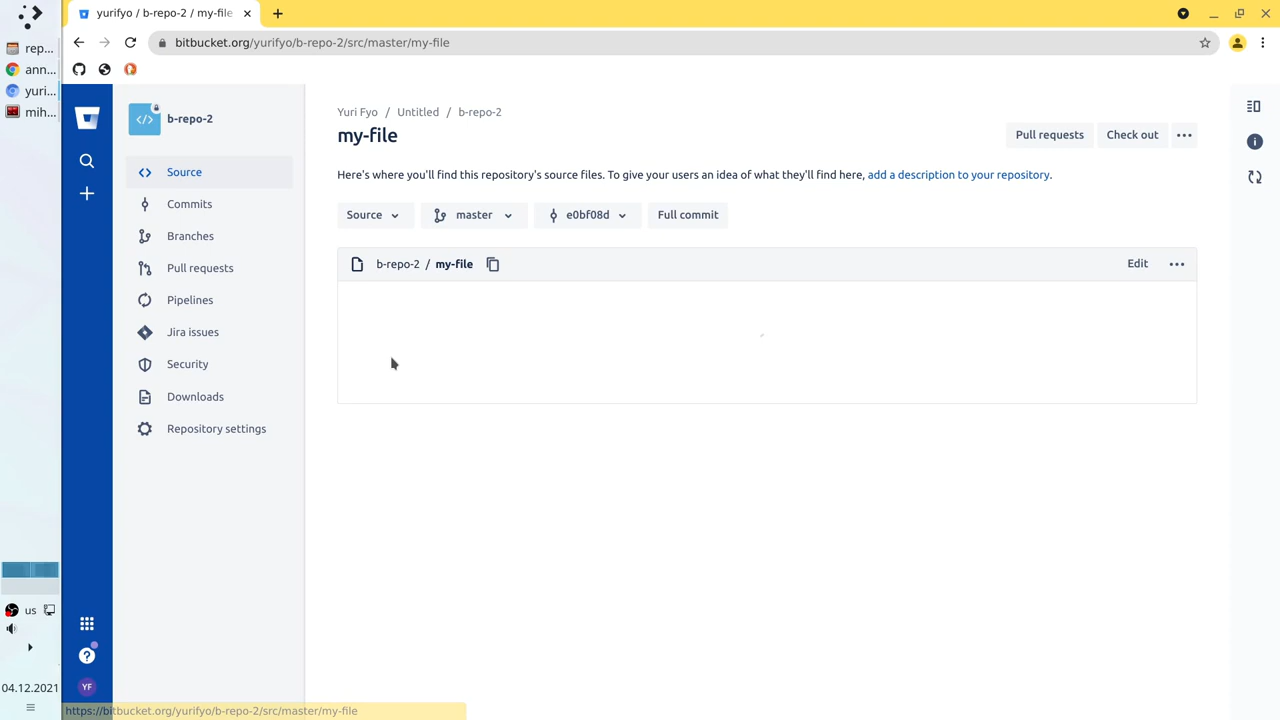 yurifyo / b-repo-2 / my-file
rep...
ann...
yuri...
mih...
bitbucket.org/yurifyo/b-repo-2/src/master/my-file
b-repo-2
Source
Commits
Branches
Pull requests
Pipelines
Jira issues
Security
Downloads
Repository settings
Yuri Fyo / Untitled / b-repo-2
my-file
Pull requests
Check out
Here's where you'll find this repository's source files. To give your users an idea of what they'll find here, add a description to your repository.
Source
master
e0bf08d
Full commit
b-repo-2 / my-file
Edit
us
04.12.2021
YF
https://bitbucket.org/yurifyo/b-repo-2/src/master/my-file